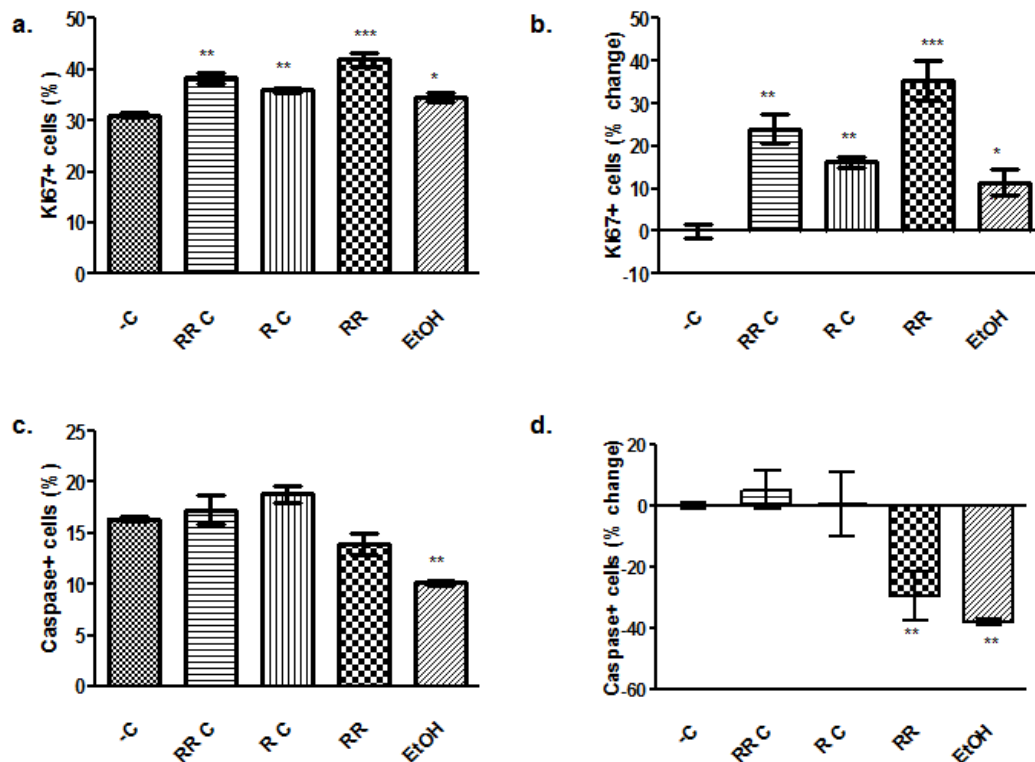 a.
KI67+ cells (%)
50
40
30
20
10
0
**
**
***
*
-C
RR C
R C
RR
EtOH
b.
KI67+ cells (% change)
50
40
30
20
10
0
-10
**
**
***
*
-C
RR C
R C
RR
EtOH
c.
Caspase+ cells (%)
25
20
15
10
5
0
**
-C
RR C
R C
RR
EtOH
d.
Caspase+ cells (% change)
20
0
-20
-40
-60
**
**
-C
RR C
R C
RR
EtOH